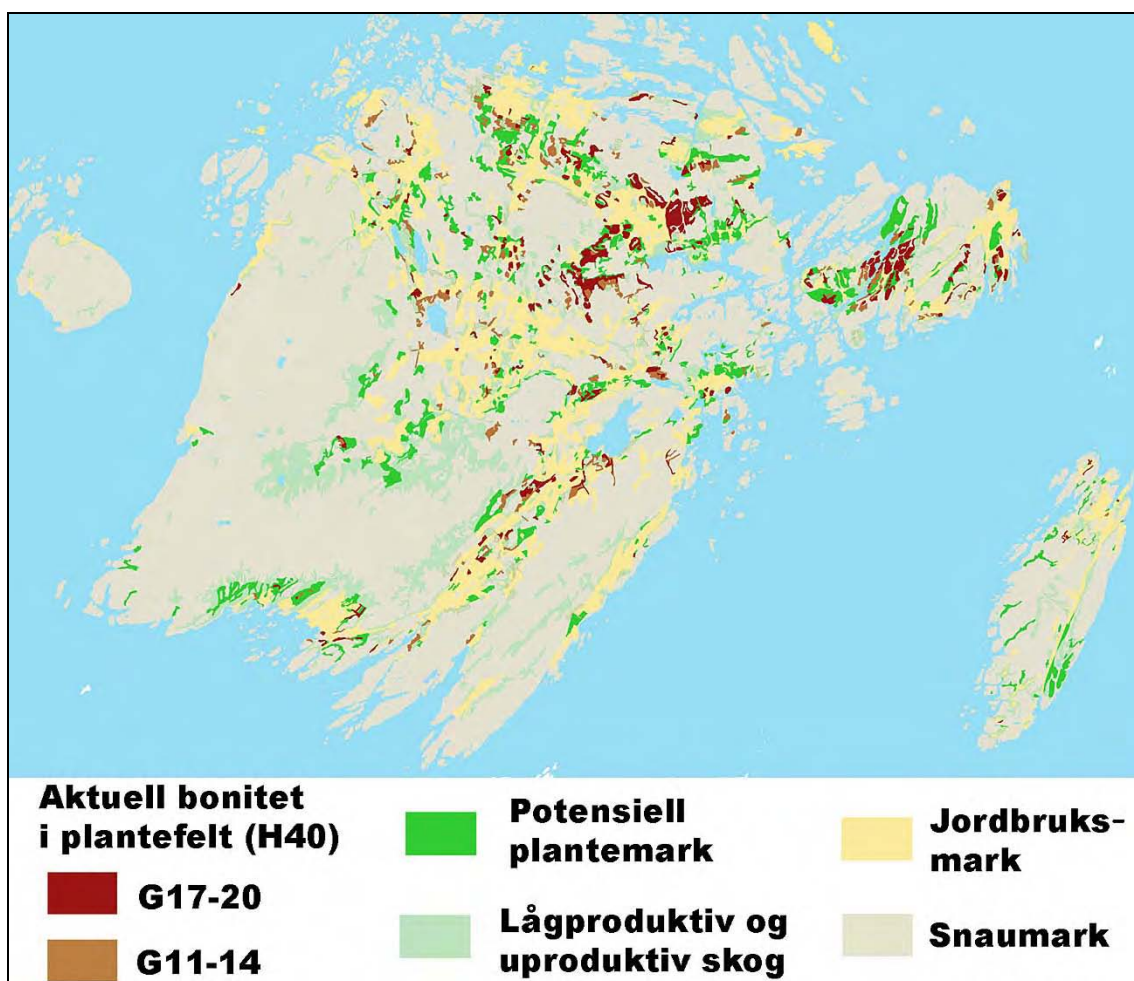 Aktuell bonitet
i plantefelt (H40)
G17-20
G11-14
Potensiell
plantemark
Lågproduktiv og
uproduktiv skog
Jordbruks-
mark
Snaumark